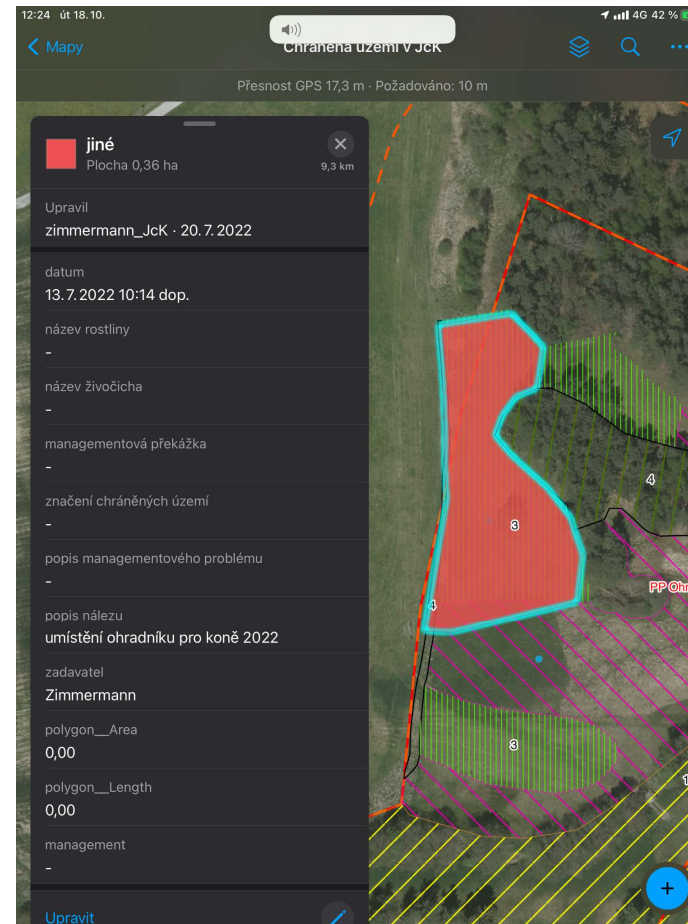 12:24 út 18. 10.
4G 42 %
Mapy
Chráněná území v JcK
Přesnost GPS 17,3 m · Požadováno: 10 m
jiné
Plocha 0,36 ha
9,3 km
Upravil
zimmermann_JcK · 20. 7. 2022
datum
13. 7. 2022 10:14 dop.
název rostliny
-
název živočicha
-
managementová překážka
-
značení chráněných území
-
popis managementového problému
-
popis nálezu
umístění ohradníku pro koně 2022
zadavatel
Zimmermann
polygon__Area
0,00
polygon__Length
0,00
management
-
Upravit
4
3
PP Ohr
4
3
1